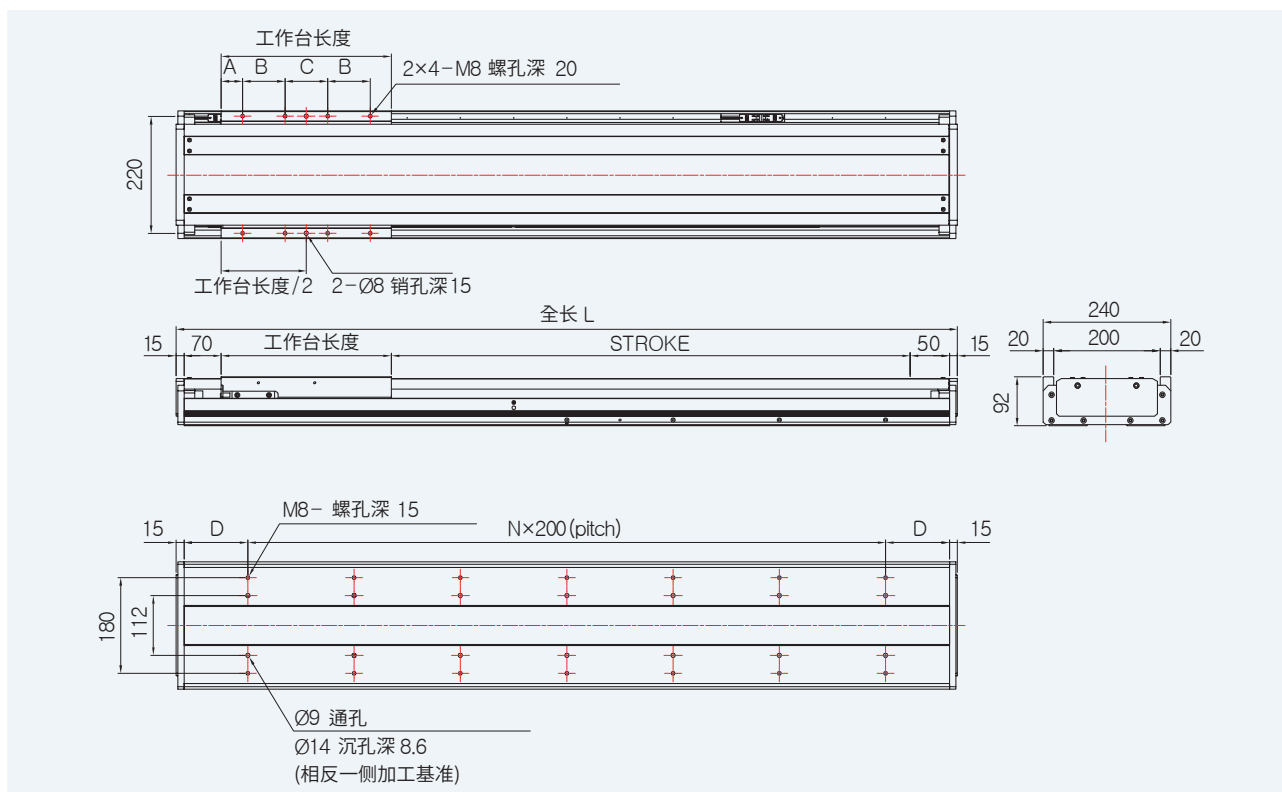 工作台长度
A B C B 2×4-M8 螺孔深 20
220
工作台长度/2 2-Ø8 销孔深15
全长 L
15 70 工作台长度 STROKE 50 15
240
20 200 20
92
M8- 螺孔深 15
15 D N×200(pitch) D 15
180 112
Ø9 通孔
Ø14 沉孔深 8.6
(相反一侧加工基准)